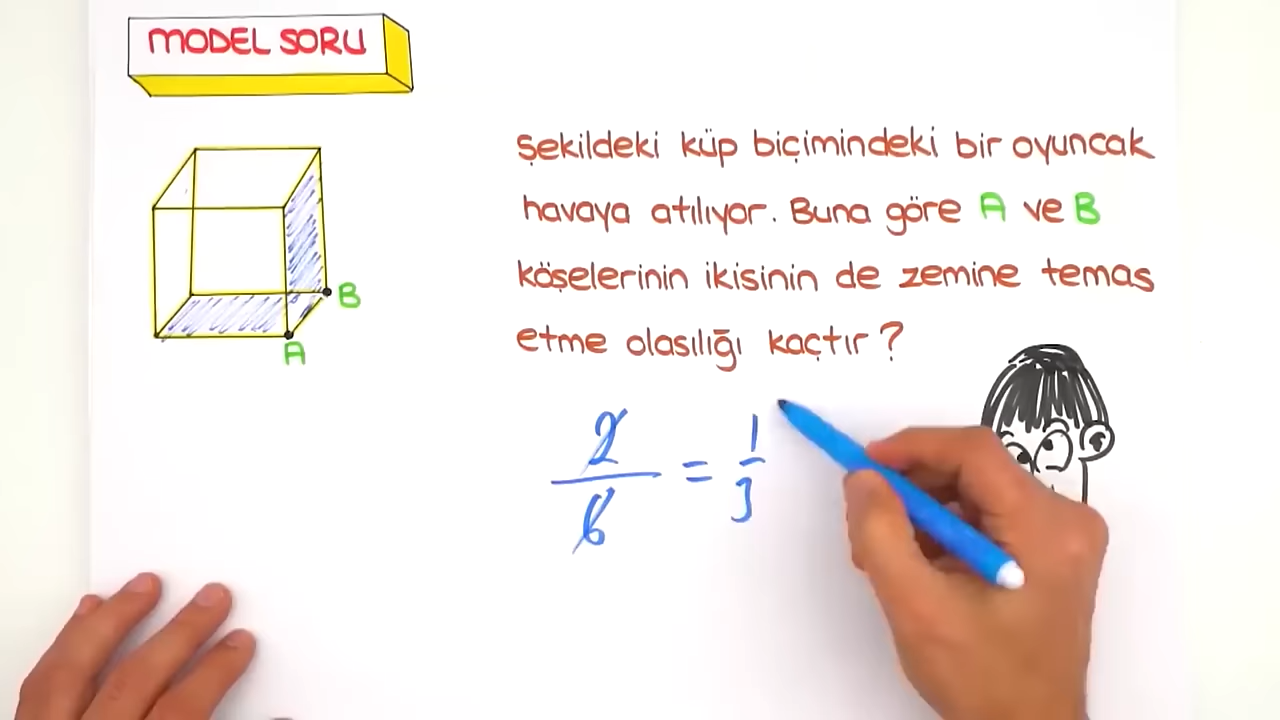 MODEL SORU
şekildeki küp biçimindeki bir oyuncak
havaya atılıyor. Buna göre A ve B
köşelerinin ikisinin de zemine temas
etme olasılığı kaçtır?
B
A
2/6 = 1/3